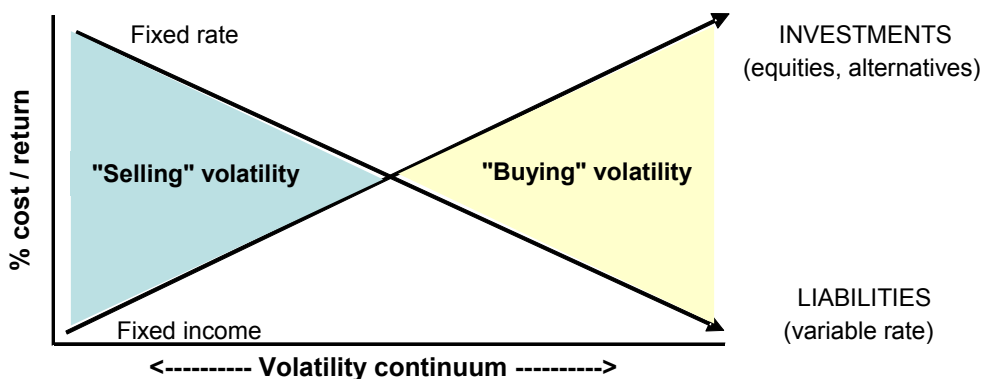 Fixed rate
INVESTMENTS
(equities, alternatives)
% cost / return
"Selling" volatility
"Buying" volatility
LIABILITIES
(variable rate)
Fixed income
<---------- Volatility continuum ---------->